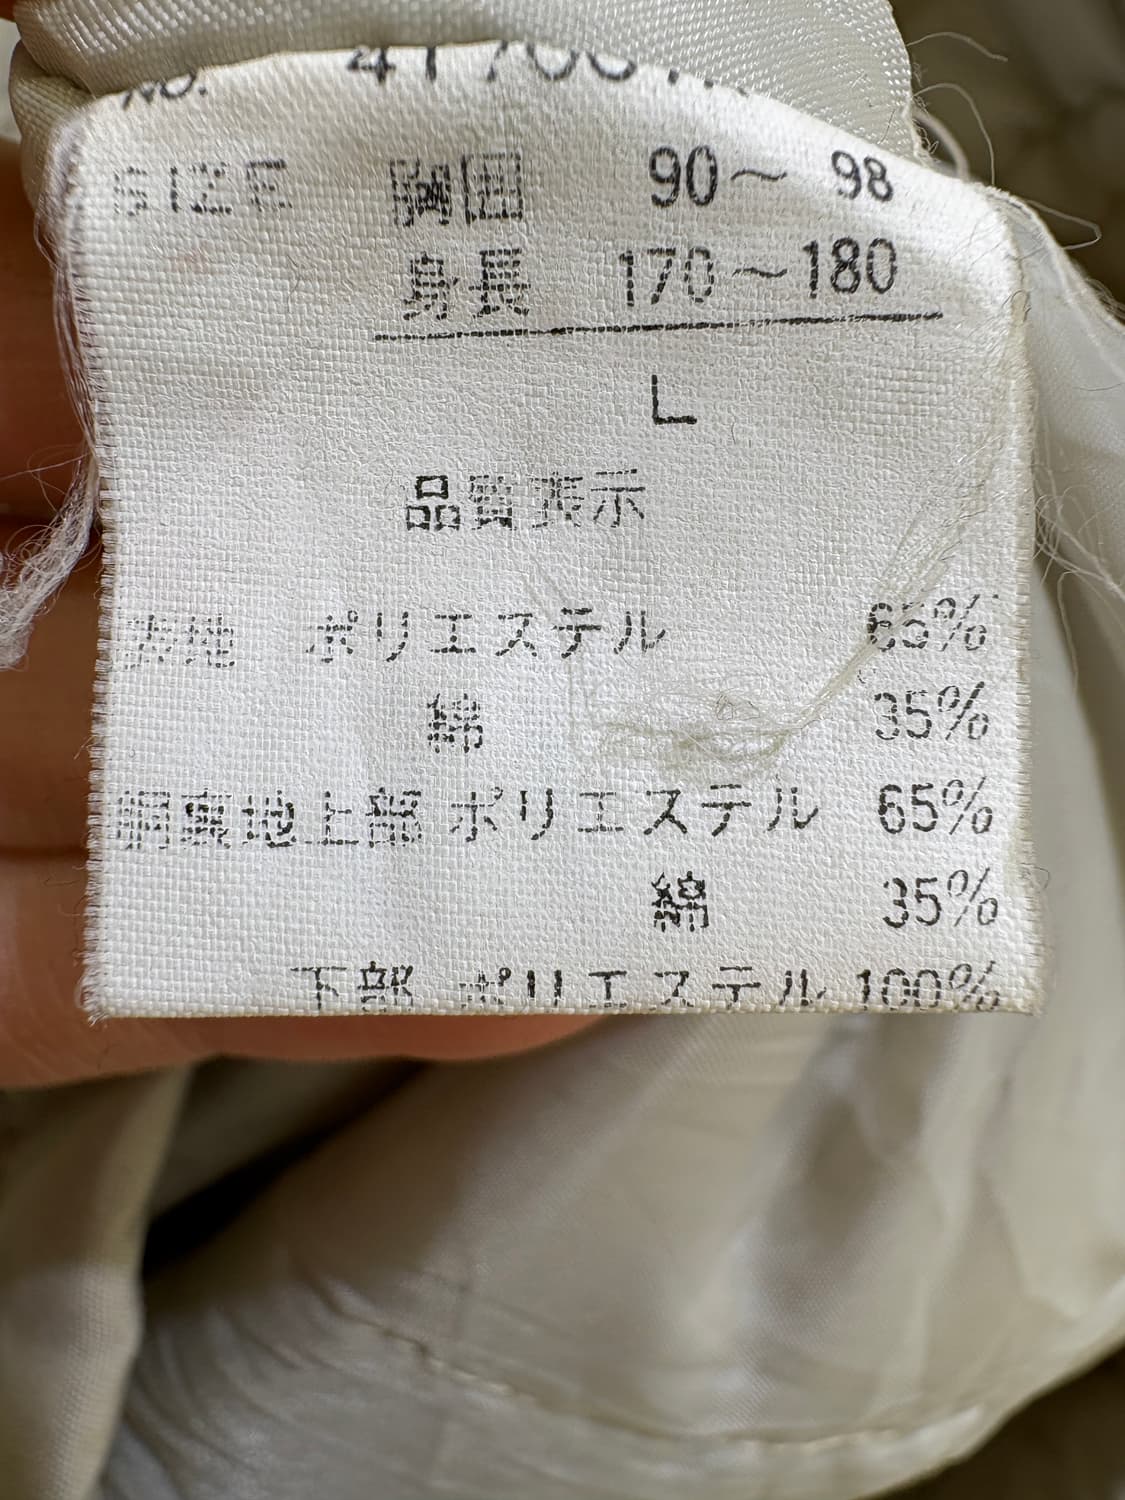 No.
SIZE 胸囲 90～ 98
身長 170～180
L
品質表示
表地 ポリエステル 65%
綿 35%
胴裏地上部 ポリエステル 65%
綿 35%
下部 ポリエステル 100%